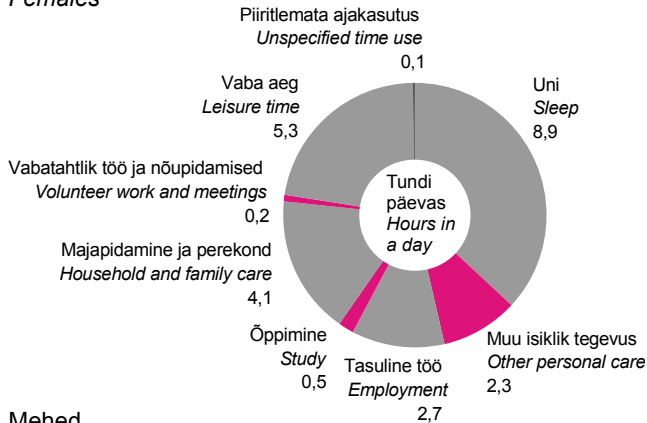 Females
Piiritlemata ajakasutus
Unspecified time use
0,1
Uni
Sleep
8,9
Vaba aeg
Leisure time
5,3
Vabatahtlik töö ja nõupidamised
Volunteer work and meetings
0,2
Tundi
päevas
Hours in
a day
Majapidamine ja perekond
Household and family care
4,1
Õppimine
Study
0,5
Tasuline töö
Employment
2,7
Muu isiklik tegevus
Other personal care
2,3
Mehed